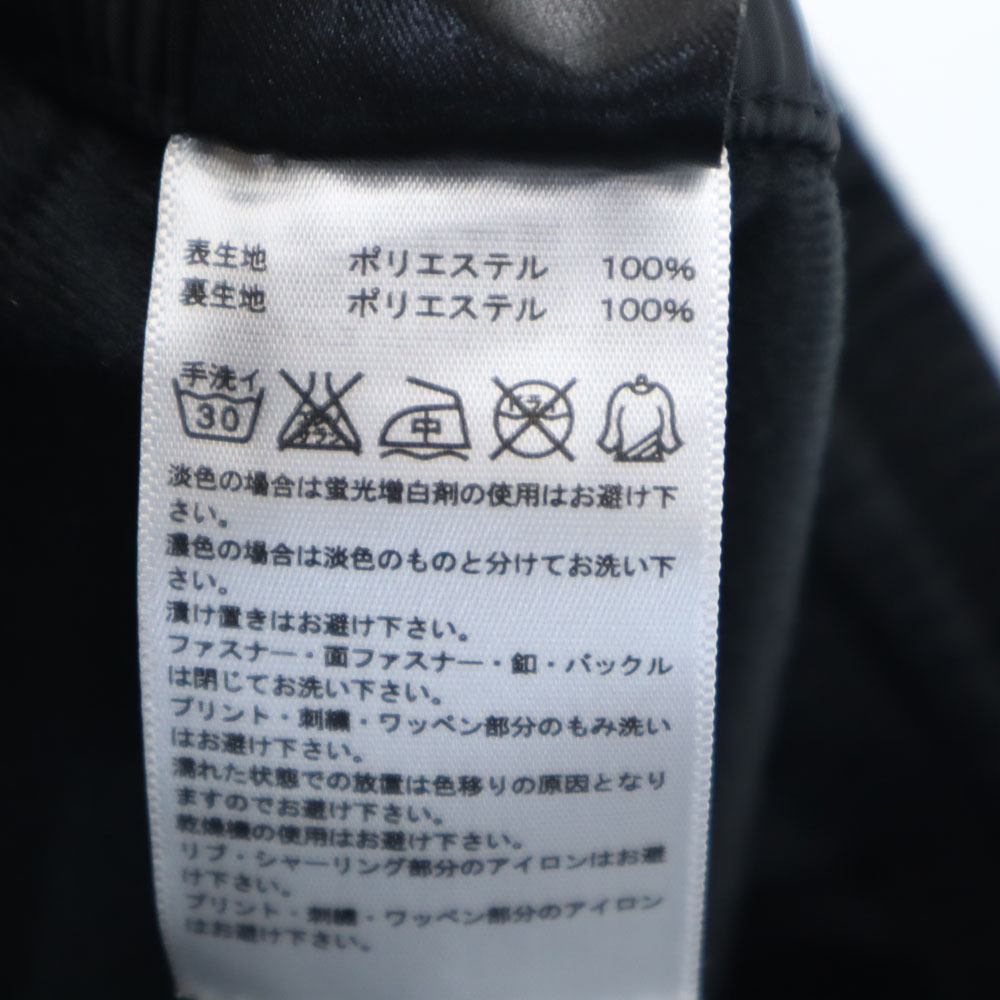 表生地 ポリエステル 100%
裏生地 ポリエステル 100%
手洗イ
30
エンソ サラシ
中
ドライ
淡色の場合は蛍光増白剤の使用はお避け下
さい。
濃色の場合は淡色のものと分けてお洗い下
さい。
漬け置きはお避け下さい。
ファスナー・面ファスナー・釦・バックル
は閉じてお洗い下さい。
プリント・刺繍・ワッペン部分のもみ洗い
はお避け下さい。
濡れた状態での放置は色移りの原因となり
ますのでお避け下さい。
乾燥機の使用はお避け下さい。
リブ・シャーリング部分のアイロンはお避
け下さい。
プリント・刺繍・ワッペン部分のアイロン
はお避け下さい。